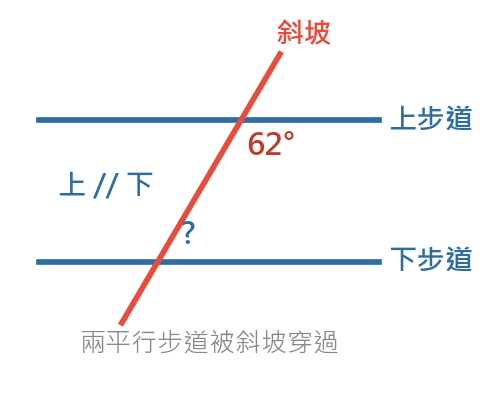 斜坡
上步道
62°
上 // 下
?
下步道
兩平行步道被斜坡穿過